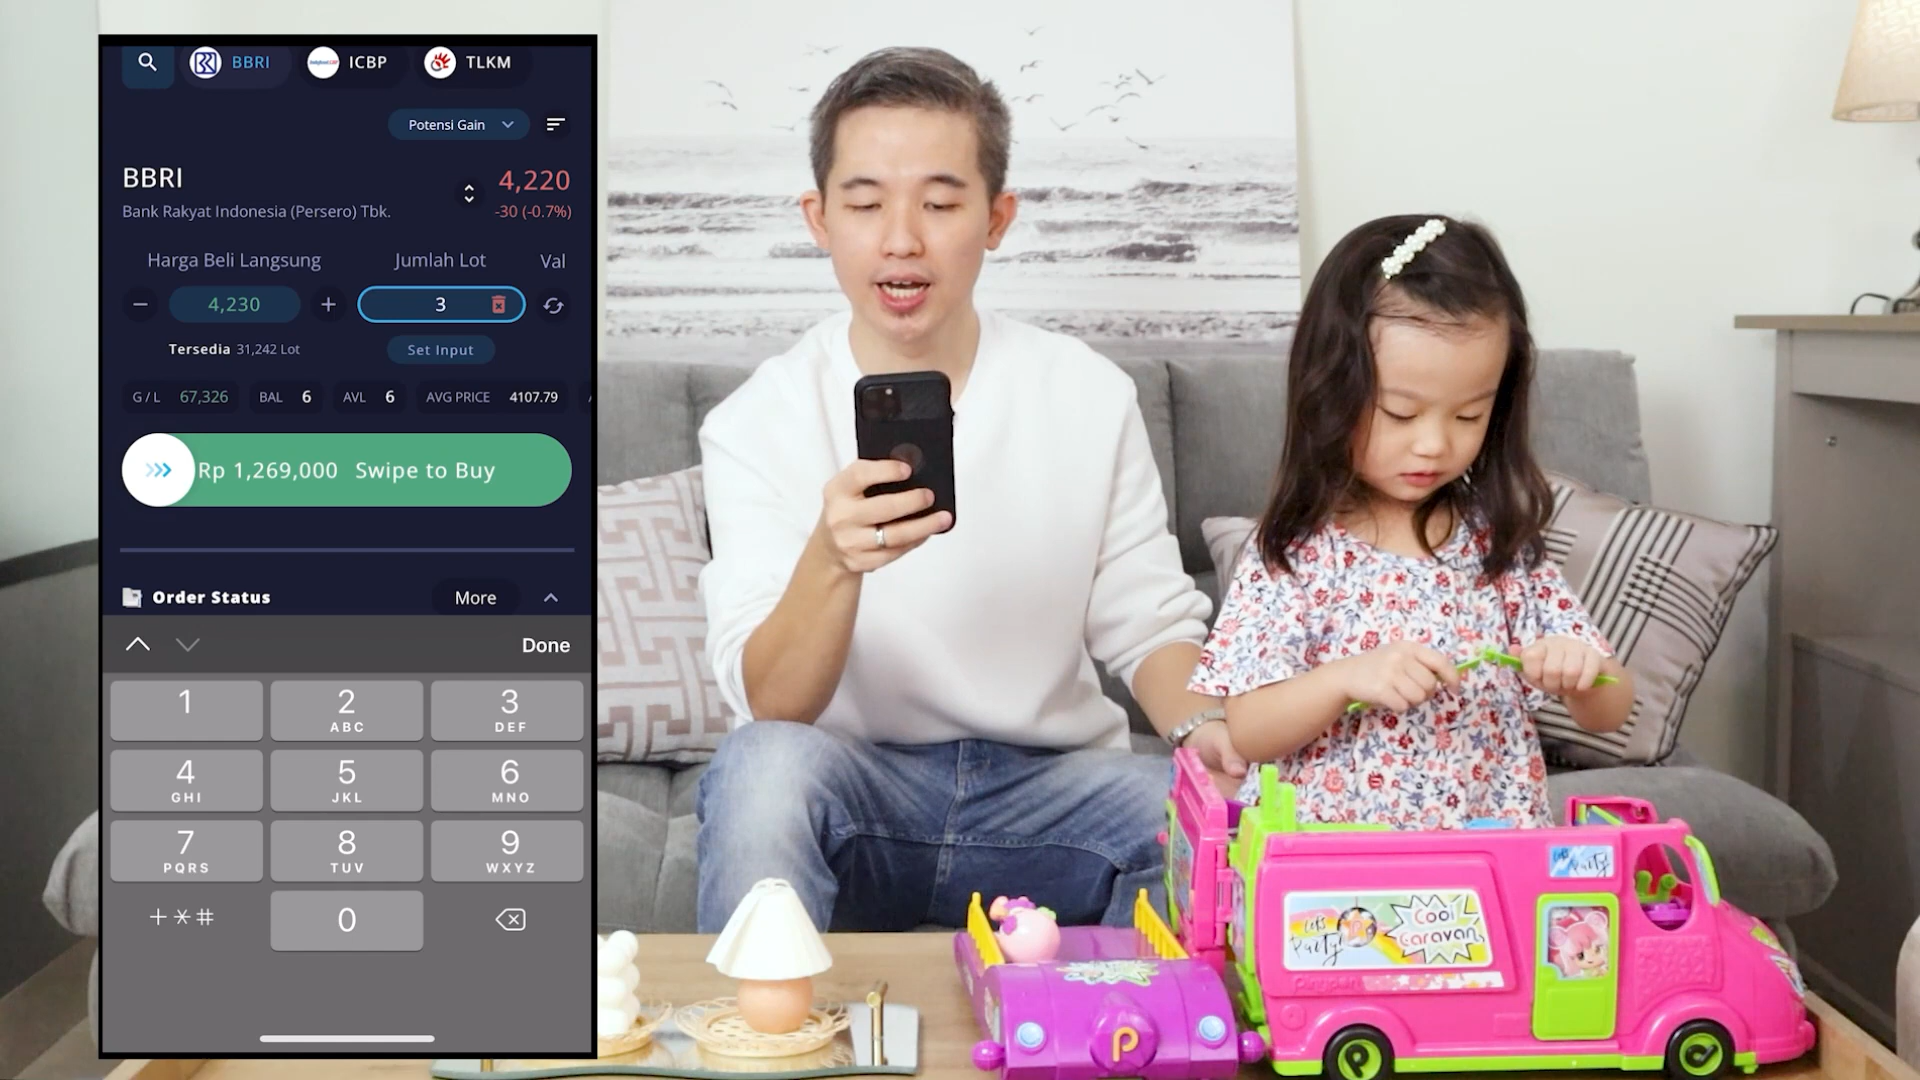 BBRI
ICBP
TLKM
Potensi Gain
BBRI
4,220
Bank Rakyat Indonesia (Persero) Tbk.
-30 (-0.7%)
Harga Beli Langsung
Jumlah Lot
Val
4,230
3
Tersedia 31,242 Lot
Set Input
G / L 67,326
BAL 6
AVL 6
AVG PRICE 4107.79
Rp 1,269,000 Swipe to Buy
Order Status
More
Done
1
2
ABC
3
DEF
4
GHI
5
JKL
6
MNO
7
PQRS
8
TUV
9
WXYZ
+*#
0
Let's
Party!
Cool
Caravan
Pinypon
P
P